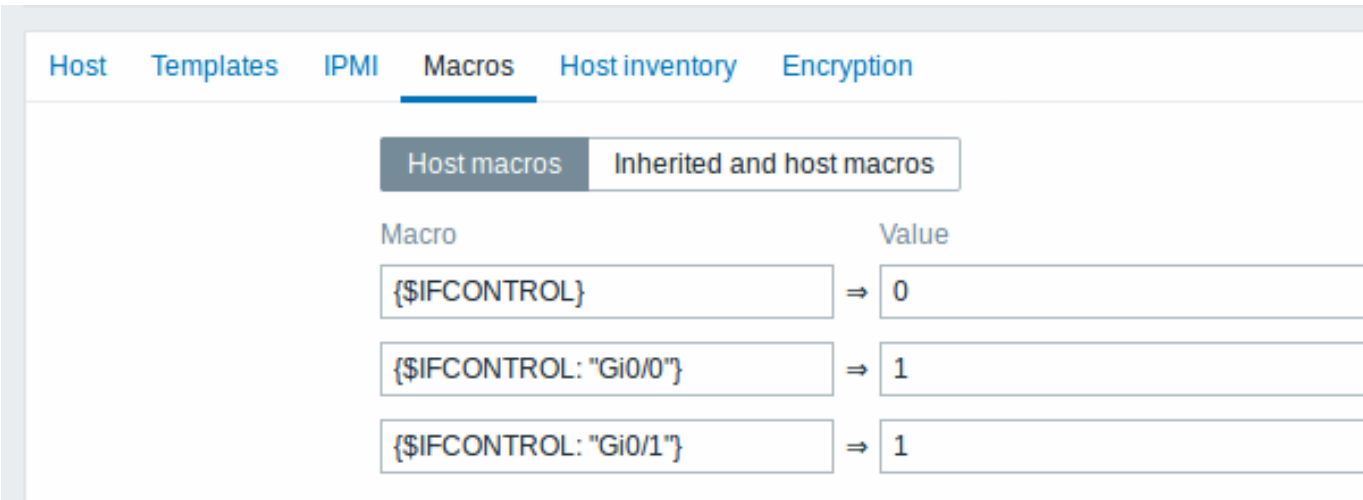 Host Templates IPMI Macros Host inventory Encryption
Host macros Inherited and host macros
Macro Value
{$IFCONTROL} ⇒ 0
{$IFCONTROL: "Gi0/0"} ⇒ 1
{$IFCONTROL: "Gi0/1"} ⇒ 1